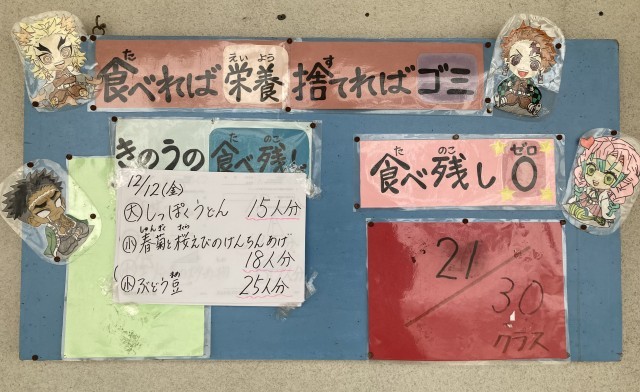 食べれば栄養 捨てればゴミ
きのうの食べ残し
12/12(金)
大 しっぽくうどん 15人分
小 春菊と桜えびのけんちんあげ
18人分
小 ぶどう豆 25人分
食べ残し0
21/30
クラス